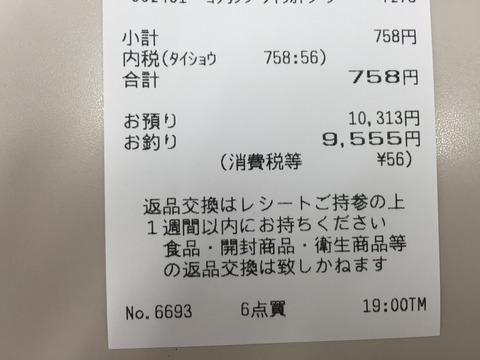 小計 758円
内税(タイショウ 758:56)
合計 758円
お預り 10,313円
お釣り 9,555円
(消費税等 ¥56)
返品交換はレシートご持参の上
1週間以内にお持ちください
食品・開封商品・衛生商品等
の返品交換は致しかねます
No.6693 6点買 19:00TM